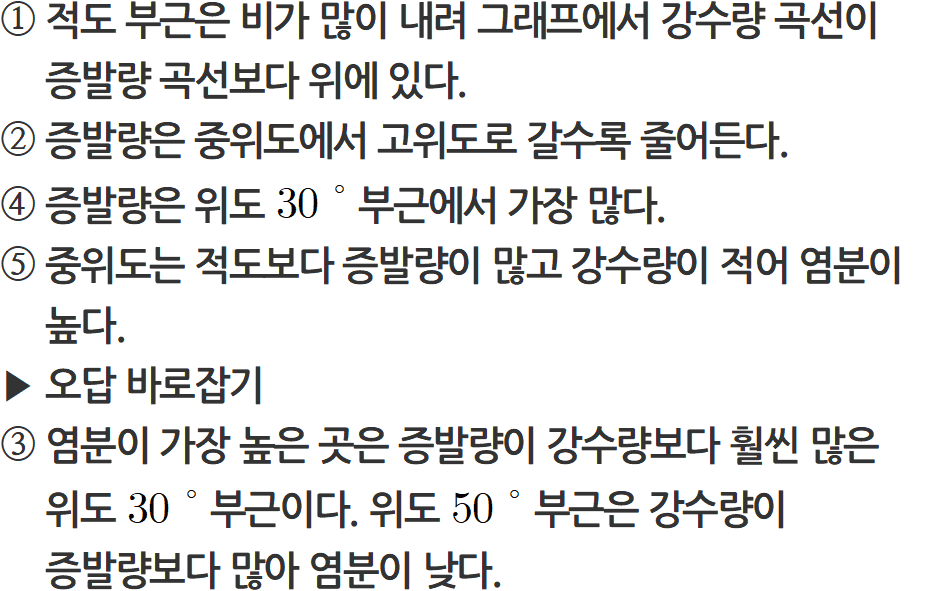 ① 적도 부근은 비가 많이 내려 그래프에서 강수량 곡선이
증발량 곡선보다 위에 있다.
② 증발량은 중위도에서 고위도로 갈수록 줄어든다.
④ 증발량은 위도 30° 부근에서 가장 많다.
⑤ 중위도는 적도보다 증발량이 많고 강수량이 적어 염분이
높다.
▶ 오답 바로잡기
③ 염분이 가장 높은 곳은 증발량이 강수량보다 훨씬 많은
위도 30° 부근이다. 위도 50° 부근은 강수량이
증발량보다 많아 염분이 낮다.